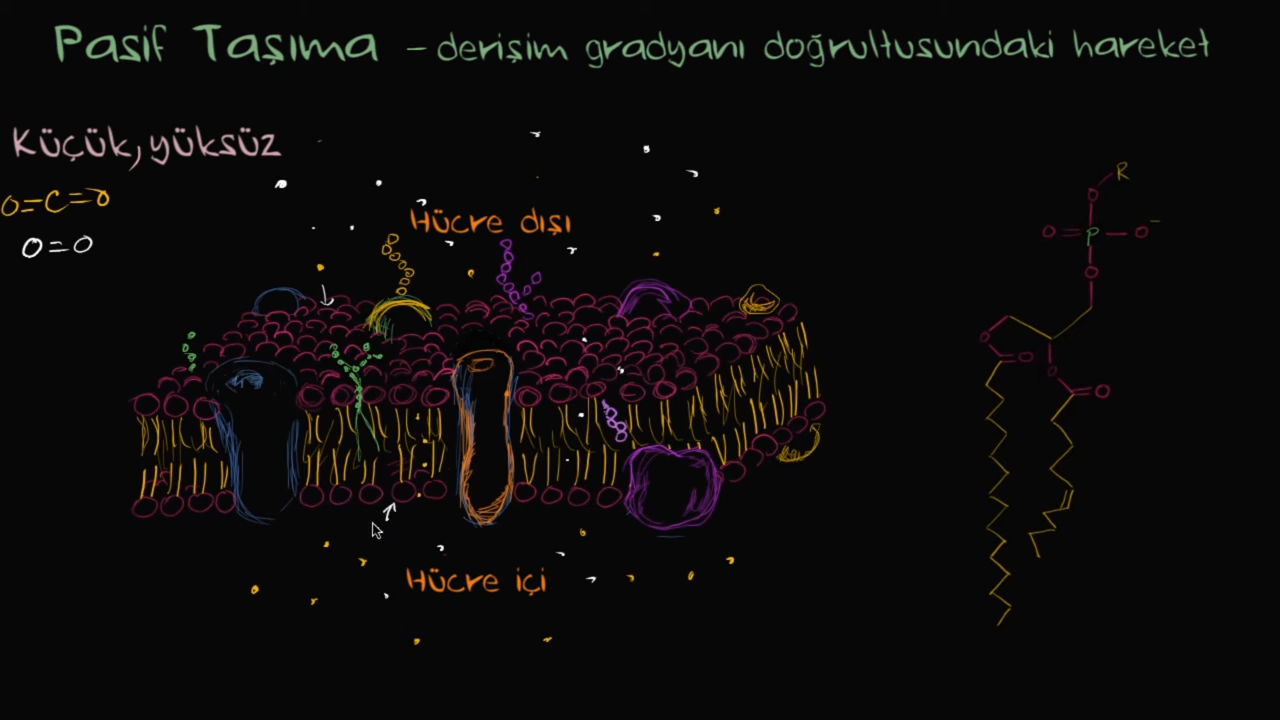 Pasif Taşıma – derişim gradyanı doğrultusundaki hareket
Küçük, yüksüz
O=C=O
O=O
Hücre dışı
Hücre içi
R
O
O=P-O⁻
O
O
O
O
O